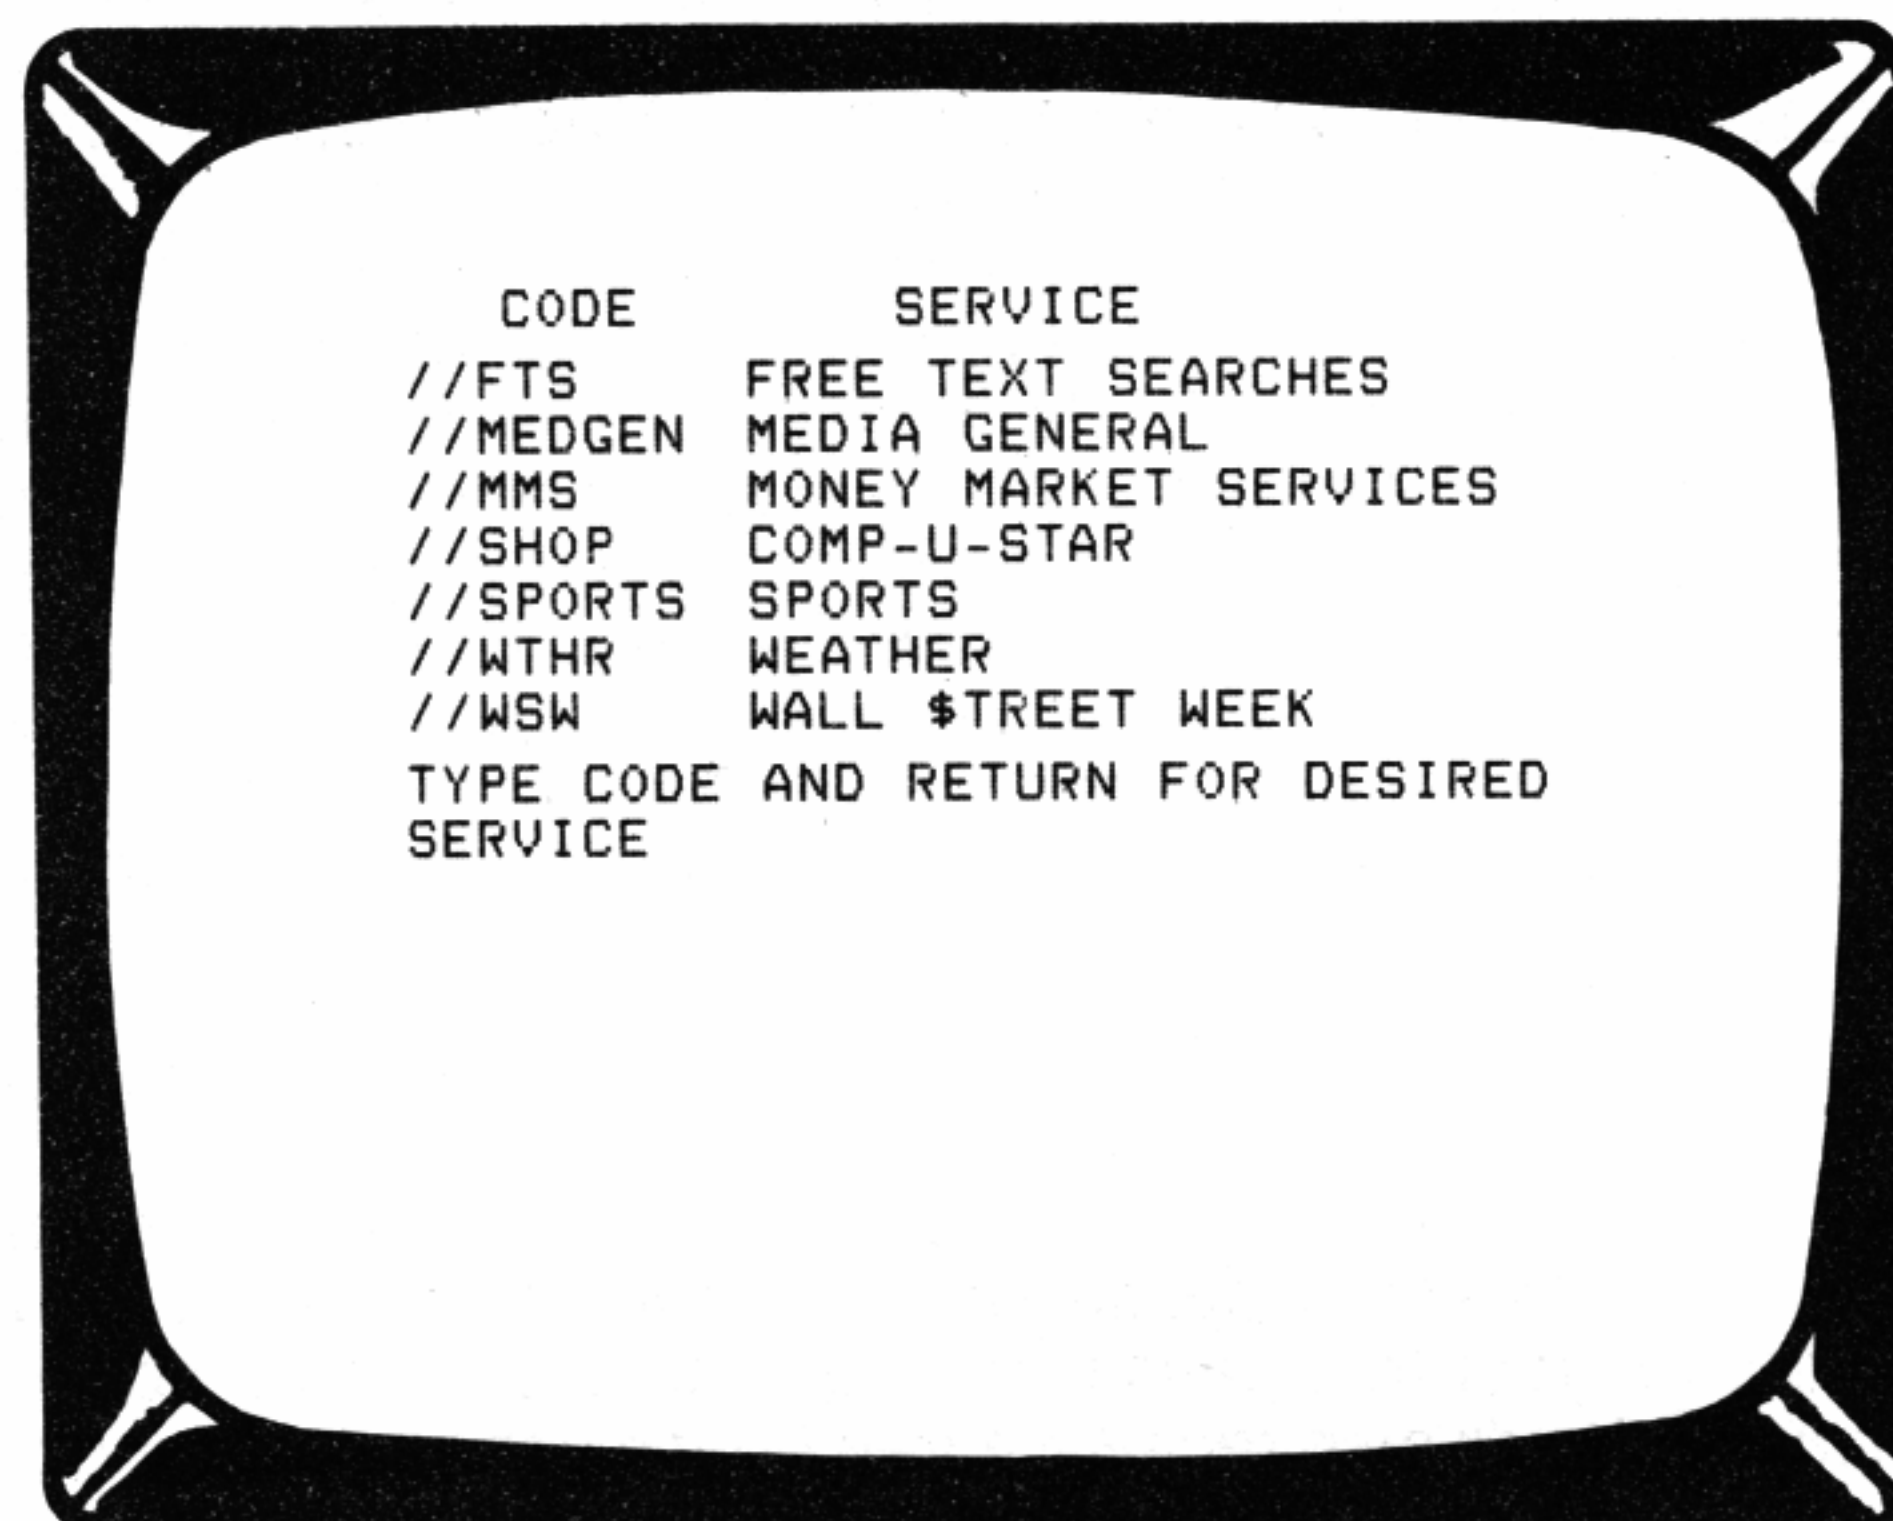 CODE SERVICE
//FTS FREE TEXT SEARCHES
//MEDGEN MEDIA GENERAL
//MMS MONEY MARKET SERVICES
//SHOP COMP-U-STAR
//SPORTS SPORTS
//WTHR WEATHER
//WSW WALL $TREET WEEK
TYPE CODE AND RETURN FOR DESIRED
SERVICE